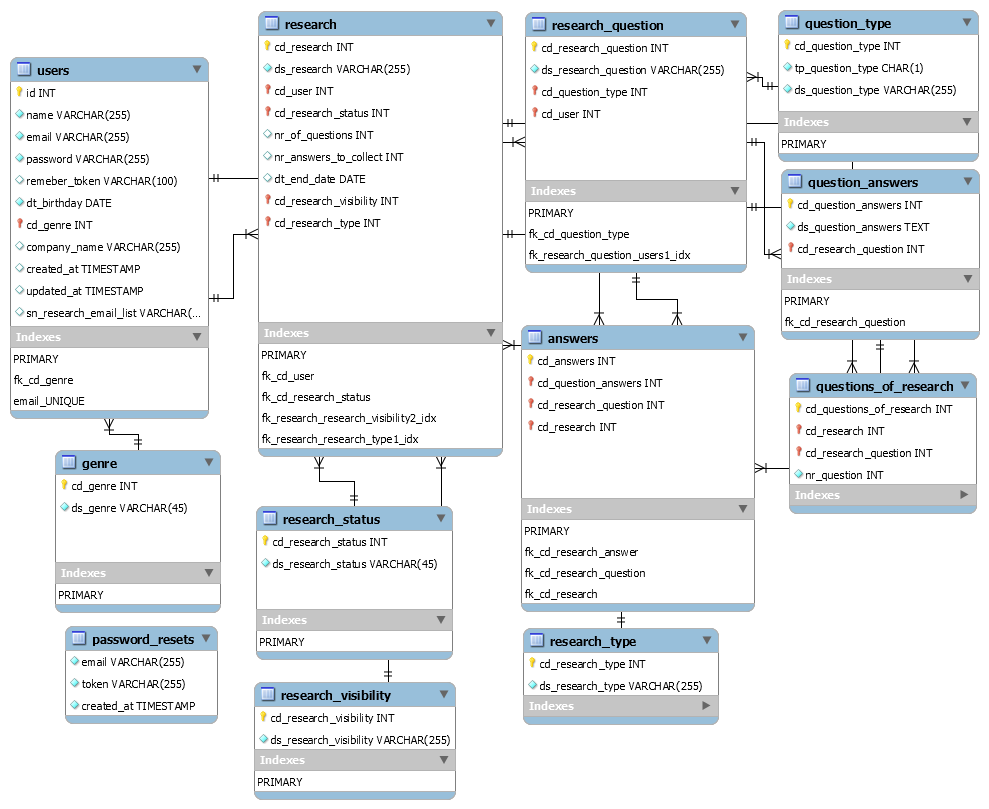 users
id INT
name VARCHAR(255)
email VARCHAR(255)
password VARCHAR(255)
remeber_token VARCHAR(100)
dt_birthday DATE
cd_genre INT
company_name VARCHAR(255)
created_at TIMESTAMP
updated_at TIMESTAMP
sn_research_email_list VARCHAR(...
Indexes
PRIMARY
fk_cd_genre
email_UNIQUE
genre
cd_genre INT
ds_genre VARCHAR(45)
Indexes
PRIMARY
password_resets
email VARCHAR(255)
token VARCHAR(255)
created_at TIMESTAMP
research
cd_research INT
ds_research VARCHAR(255)
cd_user INT
cd_research_status INT
nr_of_questions INT
nr_answers_to_collect INT
dt_end_date DATE
cd_research_visibility INT
cd_research_type INT
Indexes
PRIMARY
fk_cd_user
fk_cd_research_status
fk_research_research_visibility2_idx
fk_research_research_type1_idx
research_status
cd_research_status INT
ds_research_status VARCHAR(45)
Indexes
PRIMARY
research_visibility
cd_research_visibility INT
ds_research_visibility VARCHAR(255)
Indexes
PRIMARY
research_question
cd_research_question INT
ds_research_question VARCHAR(255)
cd_question_type INT
cd_user INT
Indexes
PRIMARY
fk_cd_question_type
fk_research_question_users1_idx
answers
cd_answers INT
cd_question_answers INT
cd_research_question INT
cd_research INT
Indexes
PRIMARY
fk_cd_research_answer
fk_cd_research_question
fk_cd_research
research_type
cd_research_type INT
ds_research_type VARCHAR(255)
Indexes
question_type
cd_question_type INT
tp_question_type CHAR(1)
ds_question_type VARCHAR(255)
Indexes
PRIMARY
question_answers
cd_question_answers INT
ds_question_answers TEXT
cd_research_question INT
Indexes
PRIMARY
fk_cd_research_question
questions_of_research
cd_questions_of_research INT
cd_research INT
cd_research_question INT
nr_question INT
Indexes